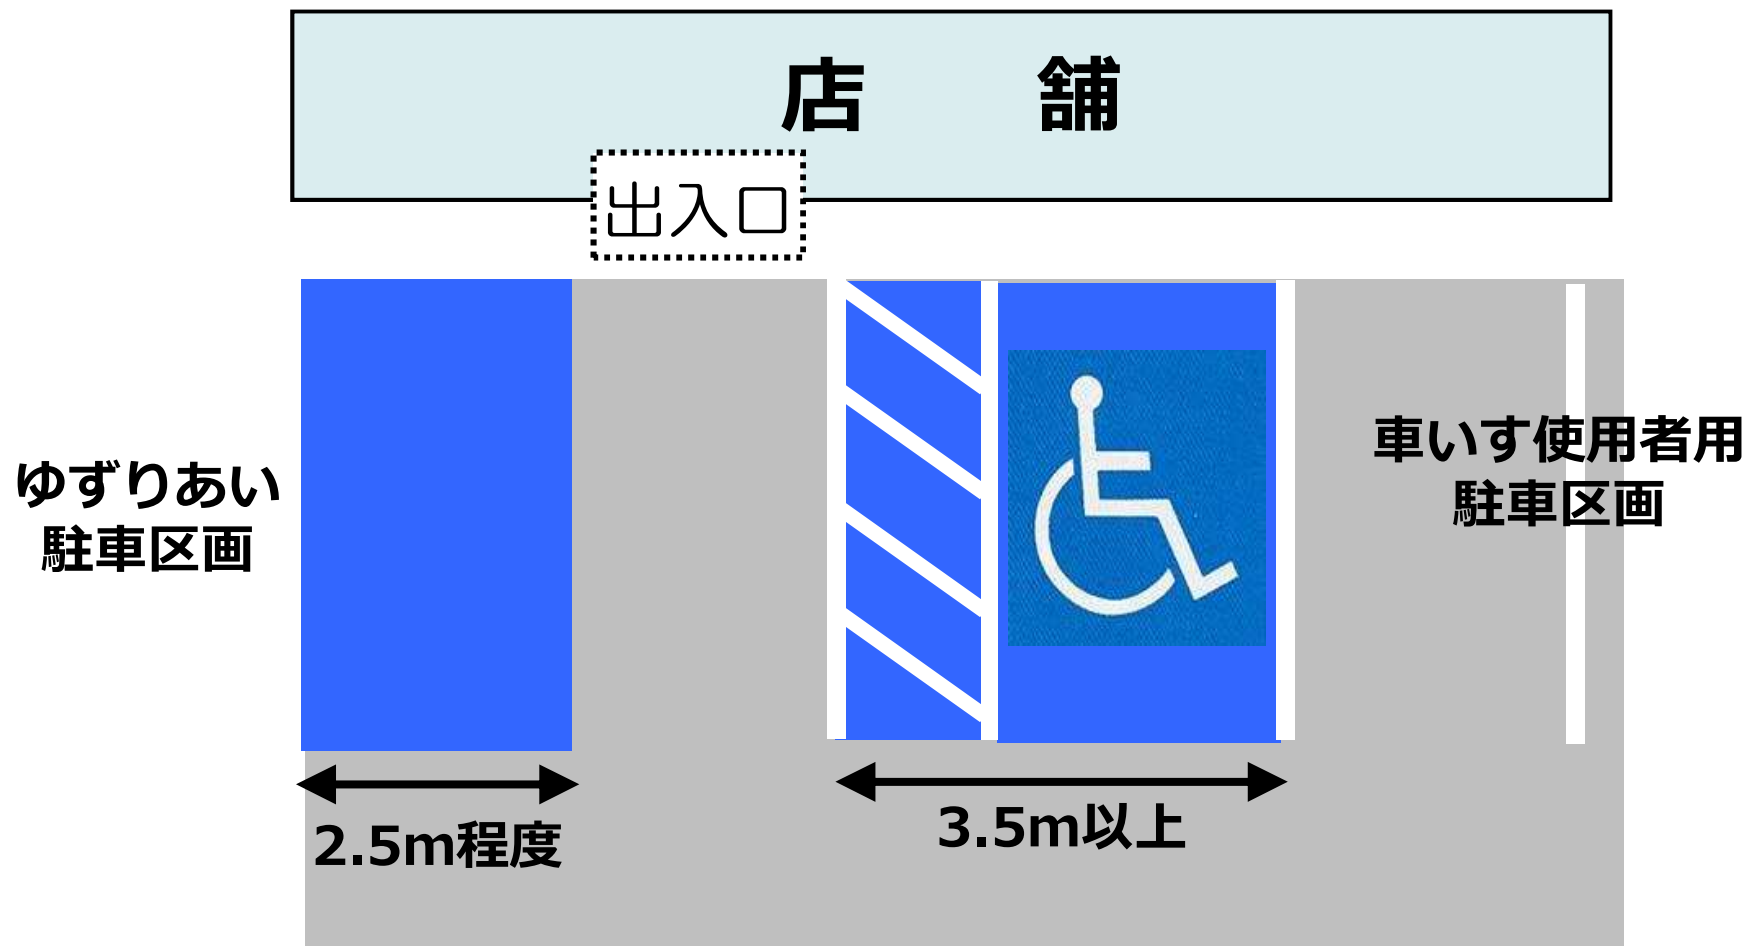 店　舗
出入口
ゆずりあい
駐車区画
車いす使用者用
駐車区画
2.5m程度
3.5m以上